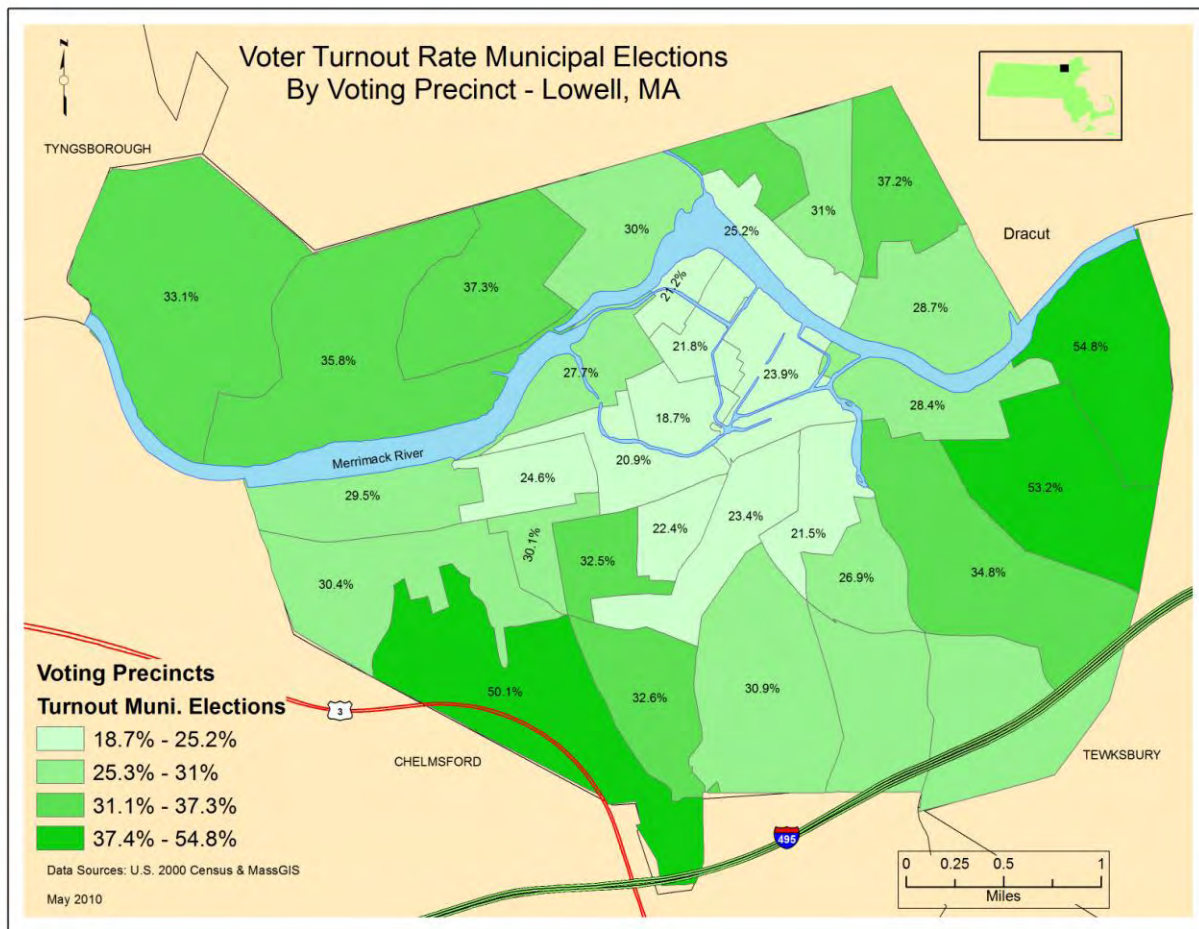 Voter Turnout Rate Municipal Elections
By Voting Precinct - Lowell, MA
N
TYNGSBOROUGH
37.2%
31%
30%
25.2%
Dracut
33.1%
37.3%
21.2%
28.7%
35.8%
21.8%
54.8%
27.7%
23.9%
28.4%
18.7%
Merrimack River
20.9%
24.6%
53.2%
29.5%
23.4%
22.4%
21.5%
30.1%
32.5%
34.8%
26.9%
30.4%
50.1%
32.6%
30.9%
3
CHELMSFORD
TEWKSBURY
495
Voting Precincts
Turnout Muni. Elections
18.7% - 25.2%
25.3% - 31%
31.1% - 37.3%
37.4% - 54.8%
Data Sources: U.S. 2000 Census & MassGIS
May 2010
0 0.25 0.5 1
Miles